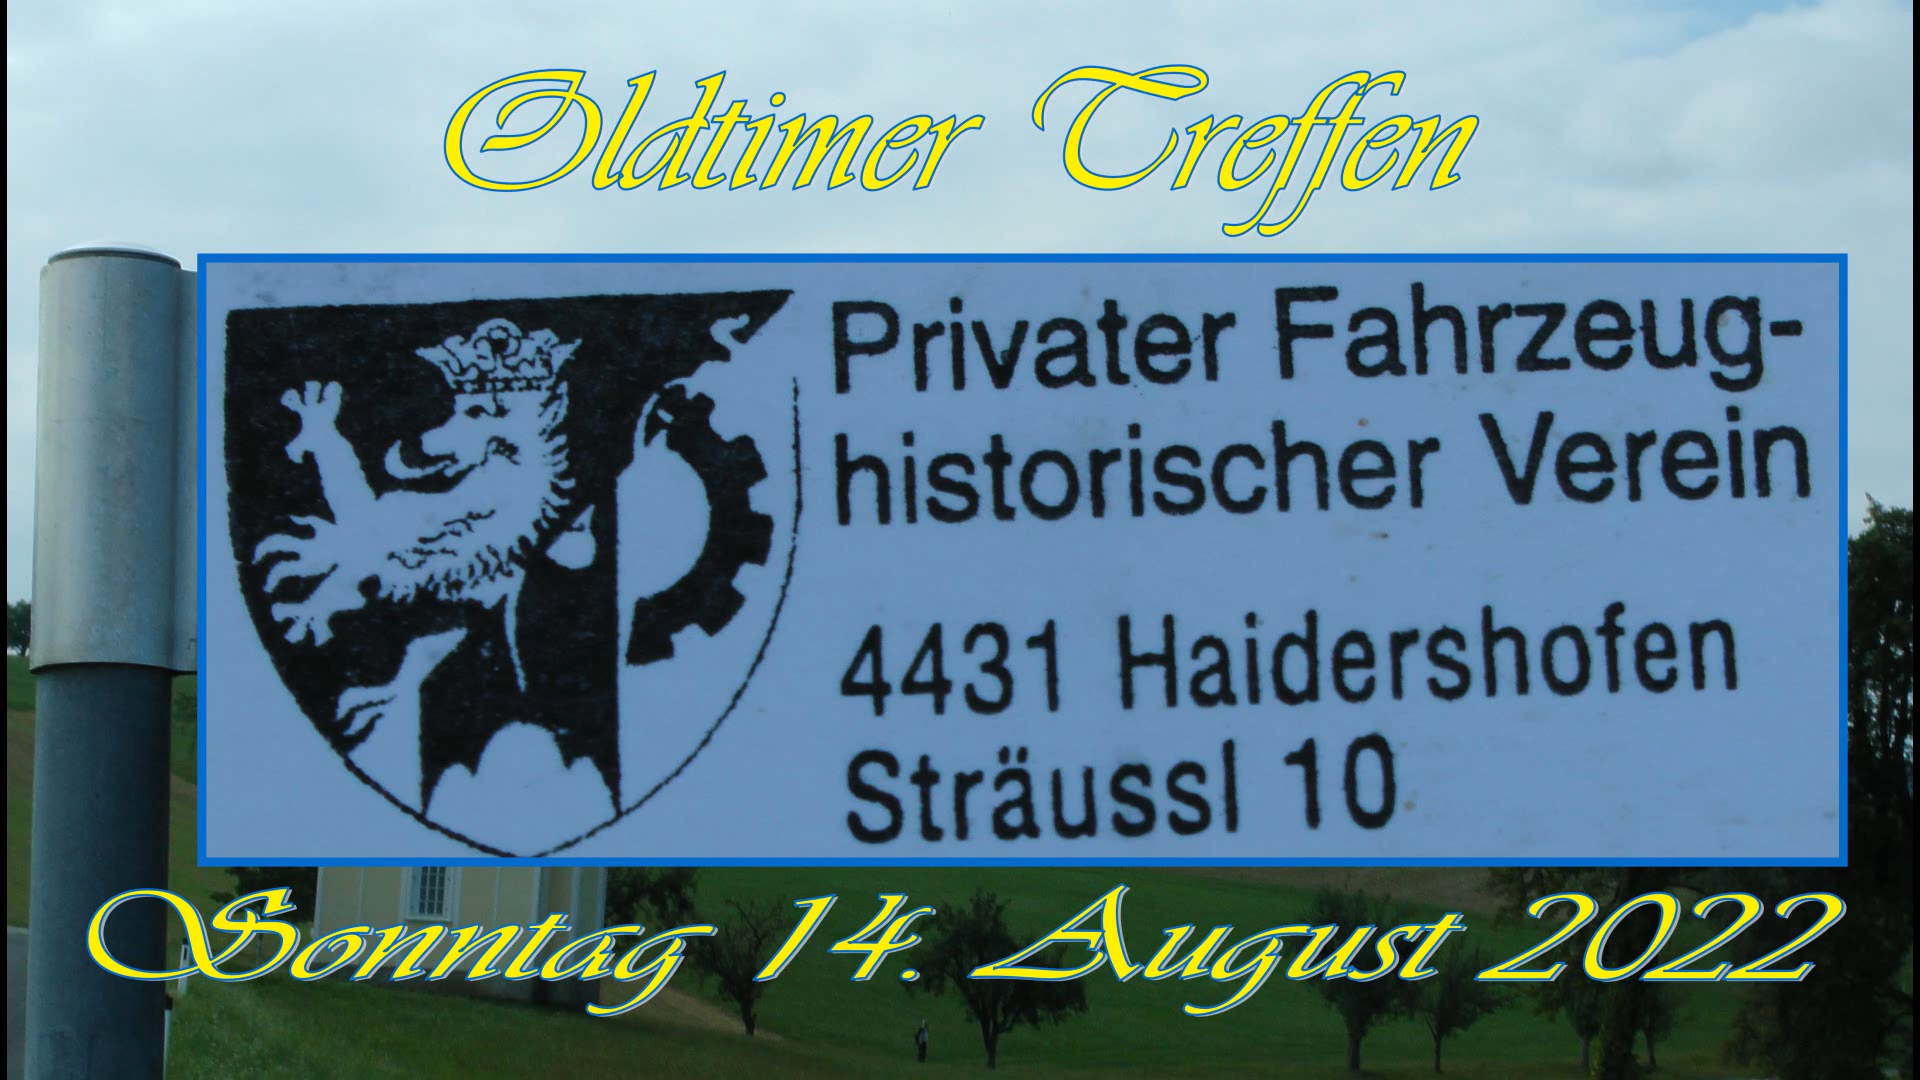 Oldtimer Treffen
Privater Fahrzeug-
historischer Verein
4431 Haidershofen
Sträussl 10
Sonntag 14. August 2022